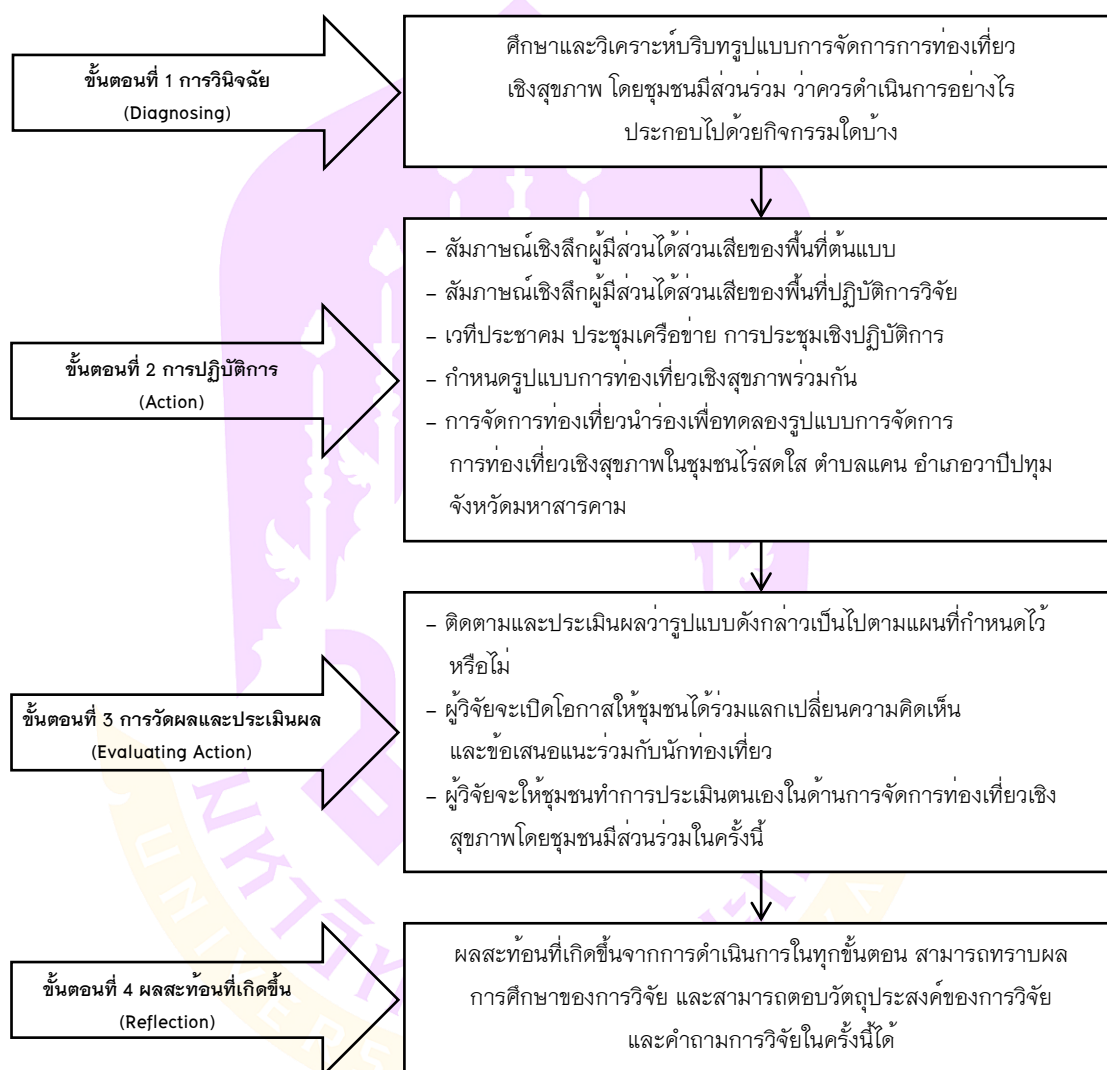 ขั้นตอนที่ 1 การวินิจฉัย
(Diagnosing)
ศึกษาและวิเคราะห์บริบทรูปแบบการจัดการการท่องเที่ยว
เชิงสุขภาพ โดยชุมชนมีส่วนร่วม ว่าควรดำเนินการอย่างไร
ประกอบไปด้วยกิจกรรมใดบ้าง
ขั้นตอนที่ 2 การปฏิบัติการ
(Action)
– สัมภาษณ์เชิงลึกผู้มีส่วนได้ส่วนเสียของพื้นที่ต้นแบบ
– สัมภาษณ์เชิงลึกผู้มีส่วนได้ส่วนเสียของพื้นที่ปฏิบัติการวิจัย
– เวทีประชาคม ประชุมเครือข่าย การประชุมเชิงปฏิบัติการ
– กำหนดรูปแบบการท่องเที่ยวเชิงสุขภาพร่วมกัน
– การจัดการท่องเที่ยวนำร่องเพื่อทดลองรูปแบบการจัดการ
การท่องเที่ยวเชิงสุขภาพในชุมชนไร่สดใส ตำบลแคน อำเภอวาปีปทุม
จังหวัดมหาสารคาม
ขั้นตอนที่ 3 การวัดผลและประเมินผล
(Evaluating Action)
– ติดตามและประเมินผลว่ารูปแบบดังกล่าวเป็นไปตามแผนที่กำหนดไว้
หรือไม่
– ผู้วิจัยจะเปิดโอกาสให้ชุมชนได้ร่วมแลกเปลี่ยนความคิดเห็น
และข้อเสนอแนะร่วมกับนักท่องเที่ยว
– ผู้วิจัยจะให้ชุมชนทำการประเมินตนเองในด้านการจัดการท่องเที่ยวเชิง
สุขภาพโดยชุมชนมีส่วนร่วมในครั้งนี้
ขั้นตอนที่ 4 ผลสะท้อนที่เกิดขึ้น
(Reflection)
ผลสะท้อนที่เกิดขึ้นจากการดำเนินการในทุกขั้นตอน สามารถทราบผล
การศึกษาของการวิจัย และสามารถตอบวัตถุประสงค์ของการวิจัย
และคำถามการวิจัยในครั้งนี้ได้